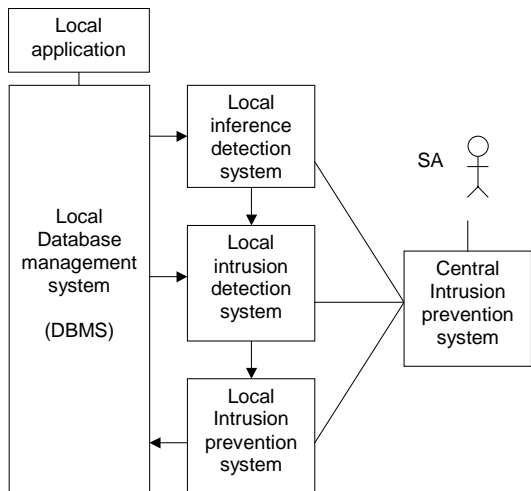 Local
application
Local
Database
management
system
(DBMS)
Local
inference
detection
system
Local
intrusion
detection
system
Local
Intrusion
prevention
system
SA
Central
Intrusion
prevention
system